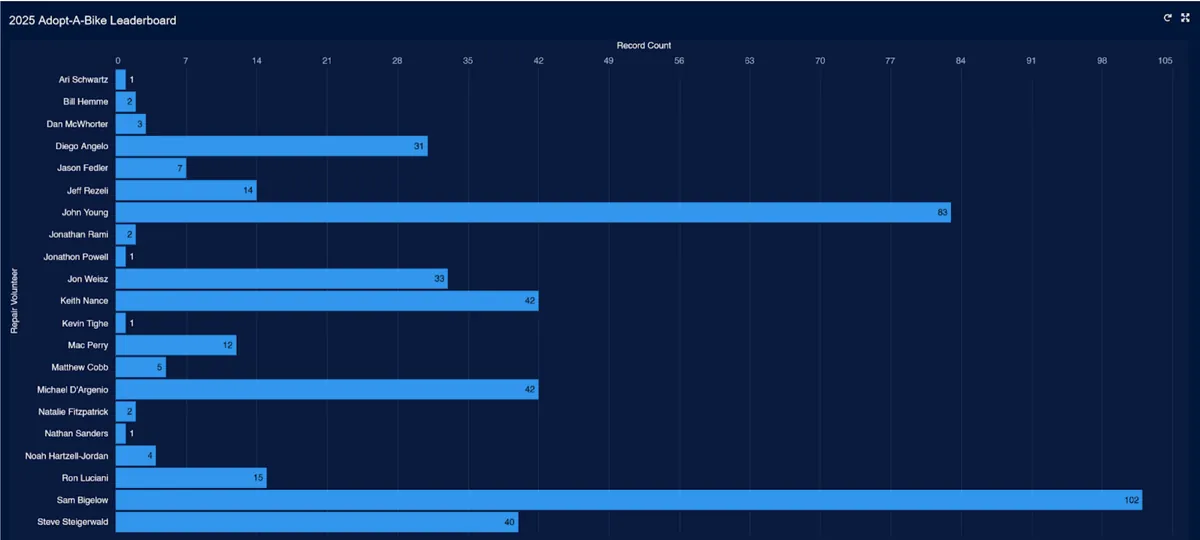 2025 Adopt-A-Bike Leaderboard
Record Count
0 7 14 21 28 35 42 49 56 63 70 77 84 91 98 105
Repair Volunteer
Ari Schwartz 1
Bill Hemme 2
Dan McWhorter 3
Diego Angelo 31
Jason Fedler 7
Jeff Rezeli 14
John Young 83
Jonathan Rami 2
Jonathon Powell 1
Jon Weisz 33
Keith Nance 42
Kevin Tighe 1
Mac Perry 12
Matthew Cobb 5
Michael D'Argenio 42
Natalie Fitzpatrick 2
Nathan Sanders 1
Noah Hartzell-Jordan 4
Ron Luciani 15
Sam Bigelow 102
Steve Steigerwald 40